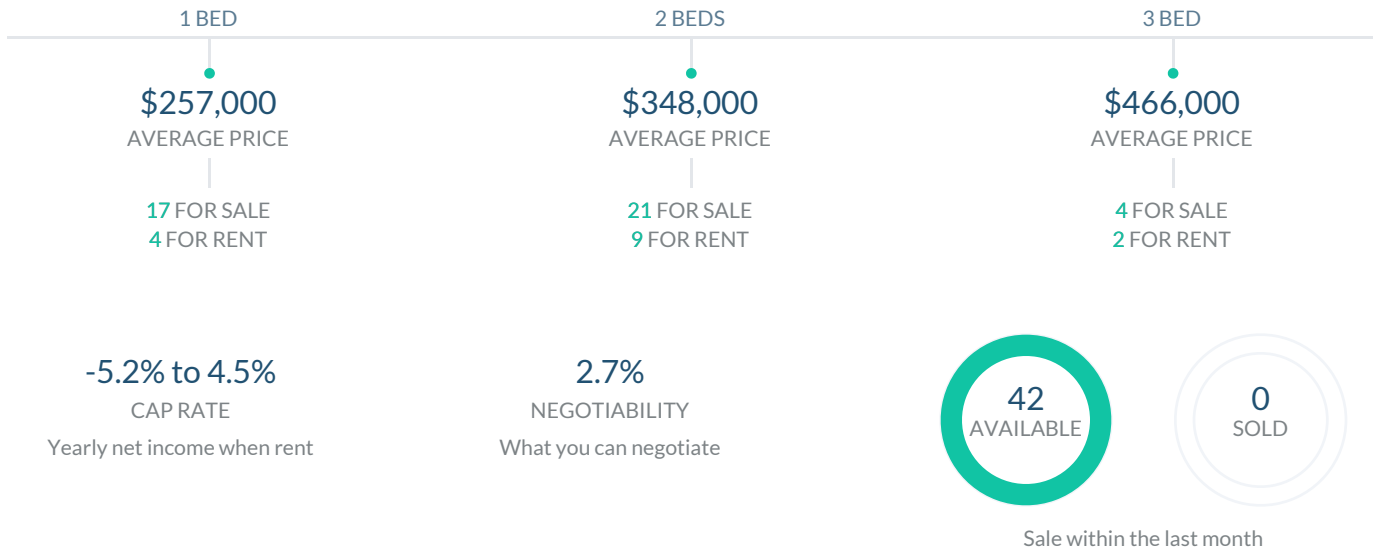 1 BED
2 BEDS
3 BED
$257,000
AVERAGE PRICE
17 FOR SALE
4 FOR RENT
$348,000
AVERAGE PRICE
21 FOR SALE
9 FOR RENT
$466,000
AVERAGE PRICE
4 FOR SALE
2 FOR RENT
-5.2% to 4.5%
CAP RATE
Yearly net income when rent
2.7%
NEGOTIABILITY
What you can negotiate
42
AVAILABLE
0
SOLD
Sale within the last month